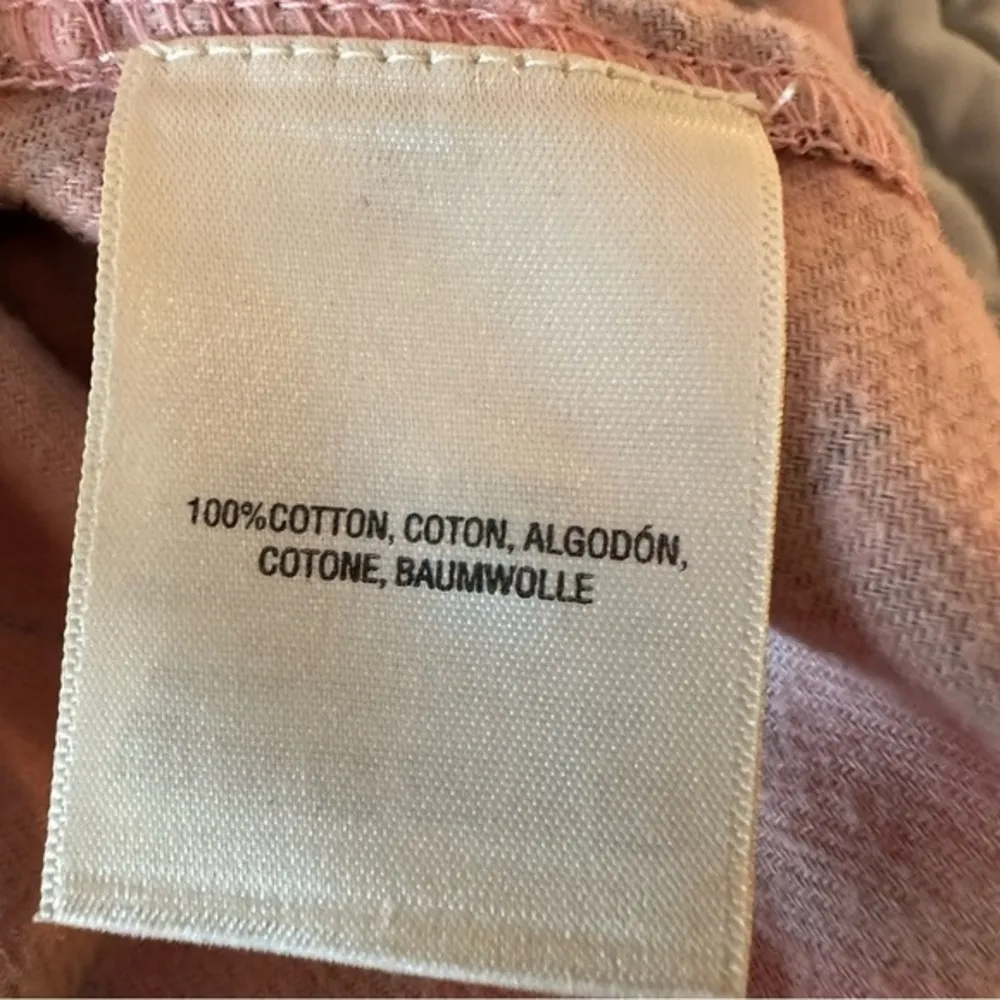 100%COTTON, COTON, ALGODÓN,
COTONE, BAUMWOLLE